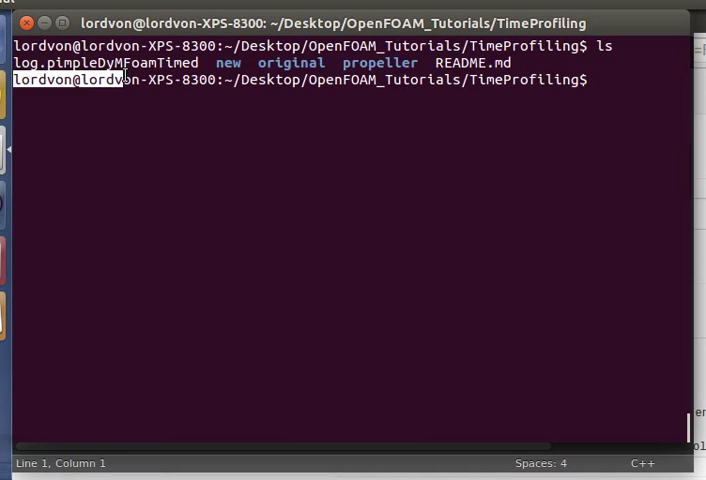 lordvon@lordvon-XPS-8300: ~/Desktop/OpenFOAM_Tutorials/TimeProfiling
lordvon@lordvon-XPS-8300:~/Desktop/OpenFOAM_Tutorials/TimeProfiling$ ls
log.pimpleDyMFoamTimed new original propeller README.md
lordvon@lordvon-XPS-8300:~/Desktop/OpenFOAM_Tutorials/TimeProfiling$
Line 1, Column 1 Spaces: 4 C++